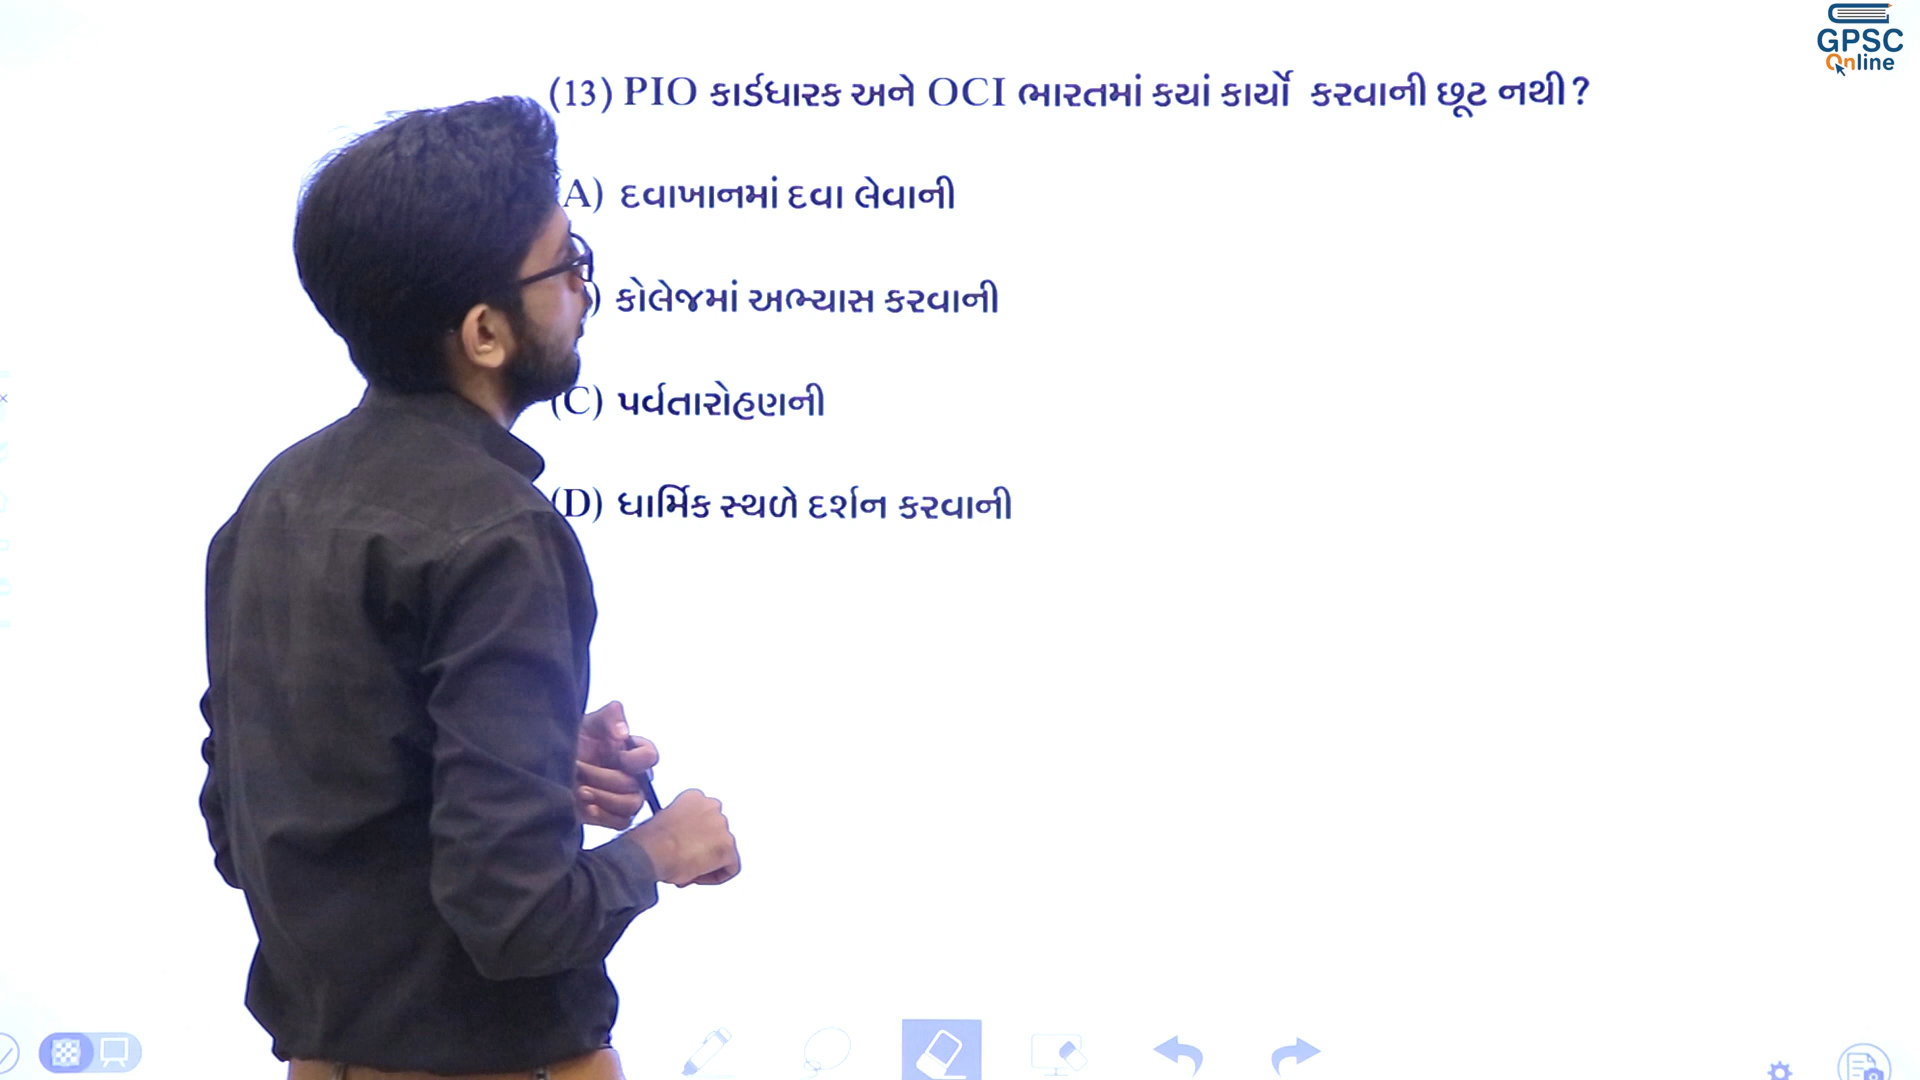 GPSC
Online
(13) PIO કાર્ડધારક અને OCI ભારતમાં કયાં કાર્યો કરવાની છૂટ નથી?
A) દવાખાનમાં દવા લેવાની
) કોલેજમાં અભ્યાસ કરવાની
(C) પર્વતારોહણની
(D) ધાર્મિક સ્થળે દર્શન કરવાની